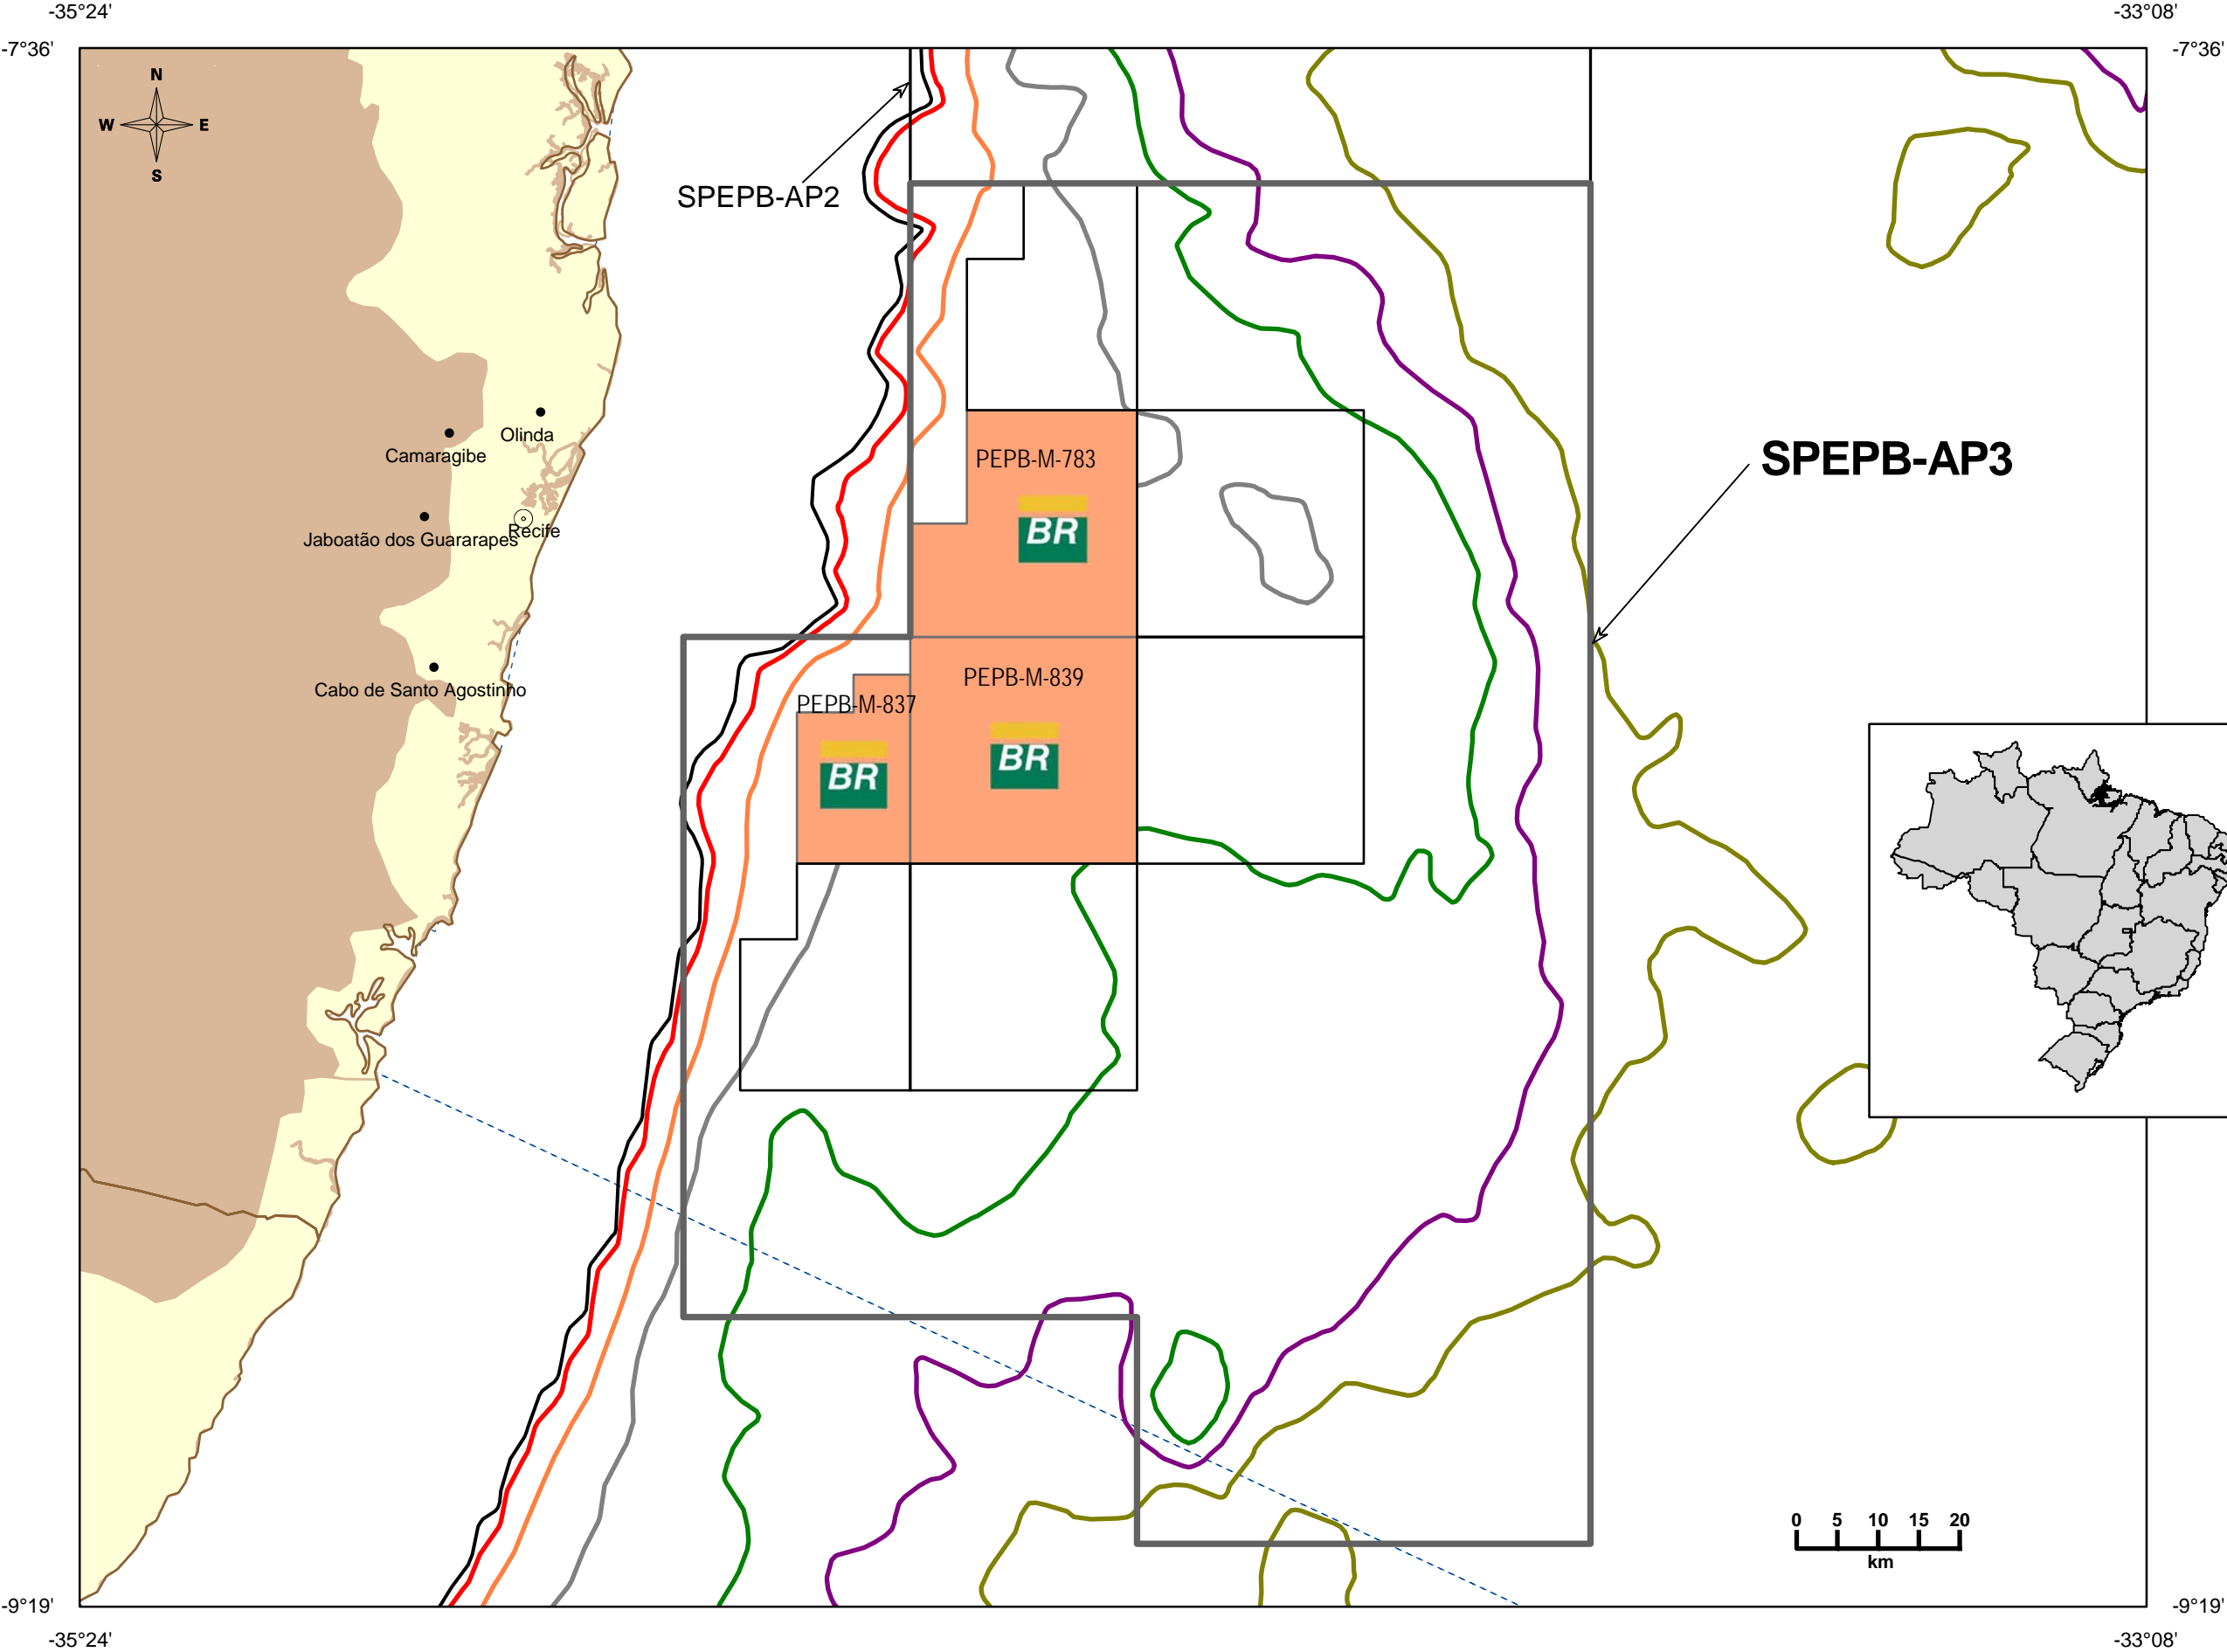 -35°24'
-33°08'
-7°36'
-7°36'
N
W
E
S
SPEPB-AP2
Olinda
Camaragibe
SPEPB-AP3
PEPB-M-783
BR
Recife
Jaboatão dos Guararapes
PEPB-M-839
Cabo de Santo Agostinho
PEPB-M-837
BR
BR
0 5 10 15 20
km
-9°19'
-9°19'
-35°24'
-33°08'